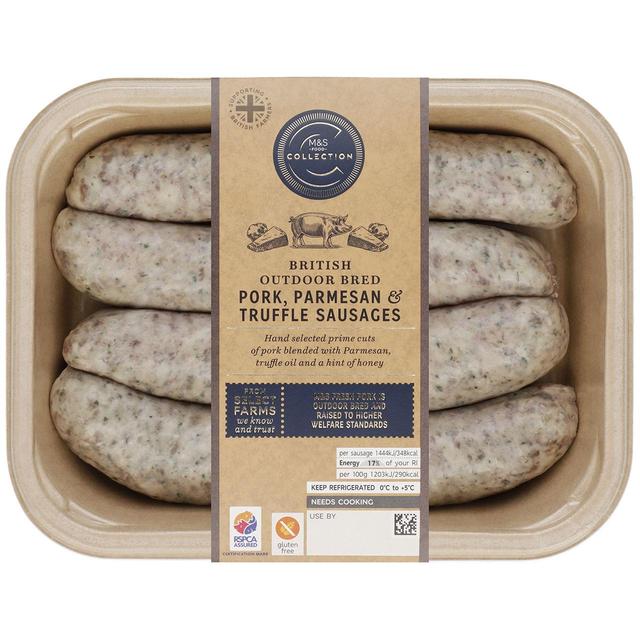 SUPPORTING
BRITISH FARMERS
M&S
FOOD
COLLECTION
BRITISH
OUTDOOR BRED
PORK, PARMESAN &
TRUFFLE SAUSAGES
Hand selected prime cuts
of pork blended with Parmesan,
truffle oil and a hint of honey
FROM
SELECT
FARMS
we know
and trust
M&S FRESH PORK IS
OUTDOOR BRED AND
RAISED TO HIGHER
WELFARE STANDARDS
per sausage 1444kJ/348kcal
Energy 17% of your RI
per 100g 1203kJ/290kcal
KEEP REFRIGERATED 0°C to +5°C
NEEDS COOKING
USE BY
RSPCA
ASSURED
CERTIFICATION MARK
gluten
free